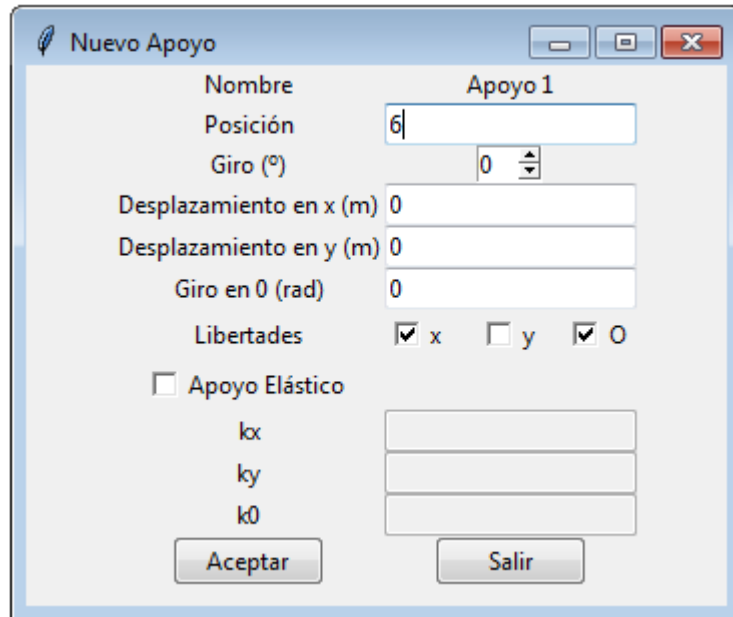 Nuevo Apoyo
Nombre Apoyo 1
Posición 6
Giro (º) 0
Desplazamiento en x (m) 0
Desplazamiento en y (m) 0
Giro en 0 (rad) 0
Libertades x y O
Apoyo Elástico
kx
ky
k0
Aceptar Salir